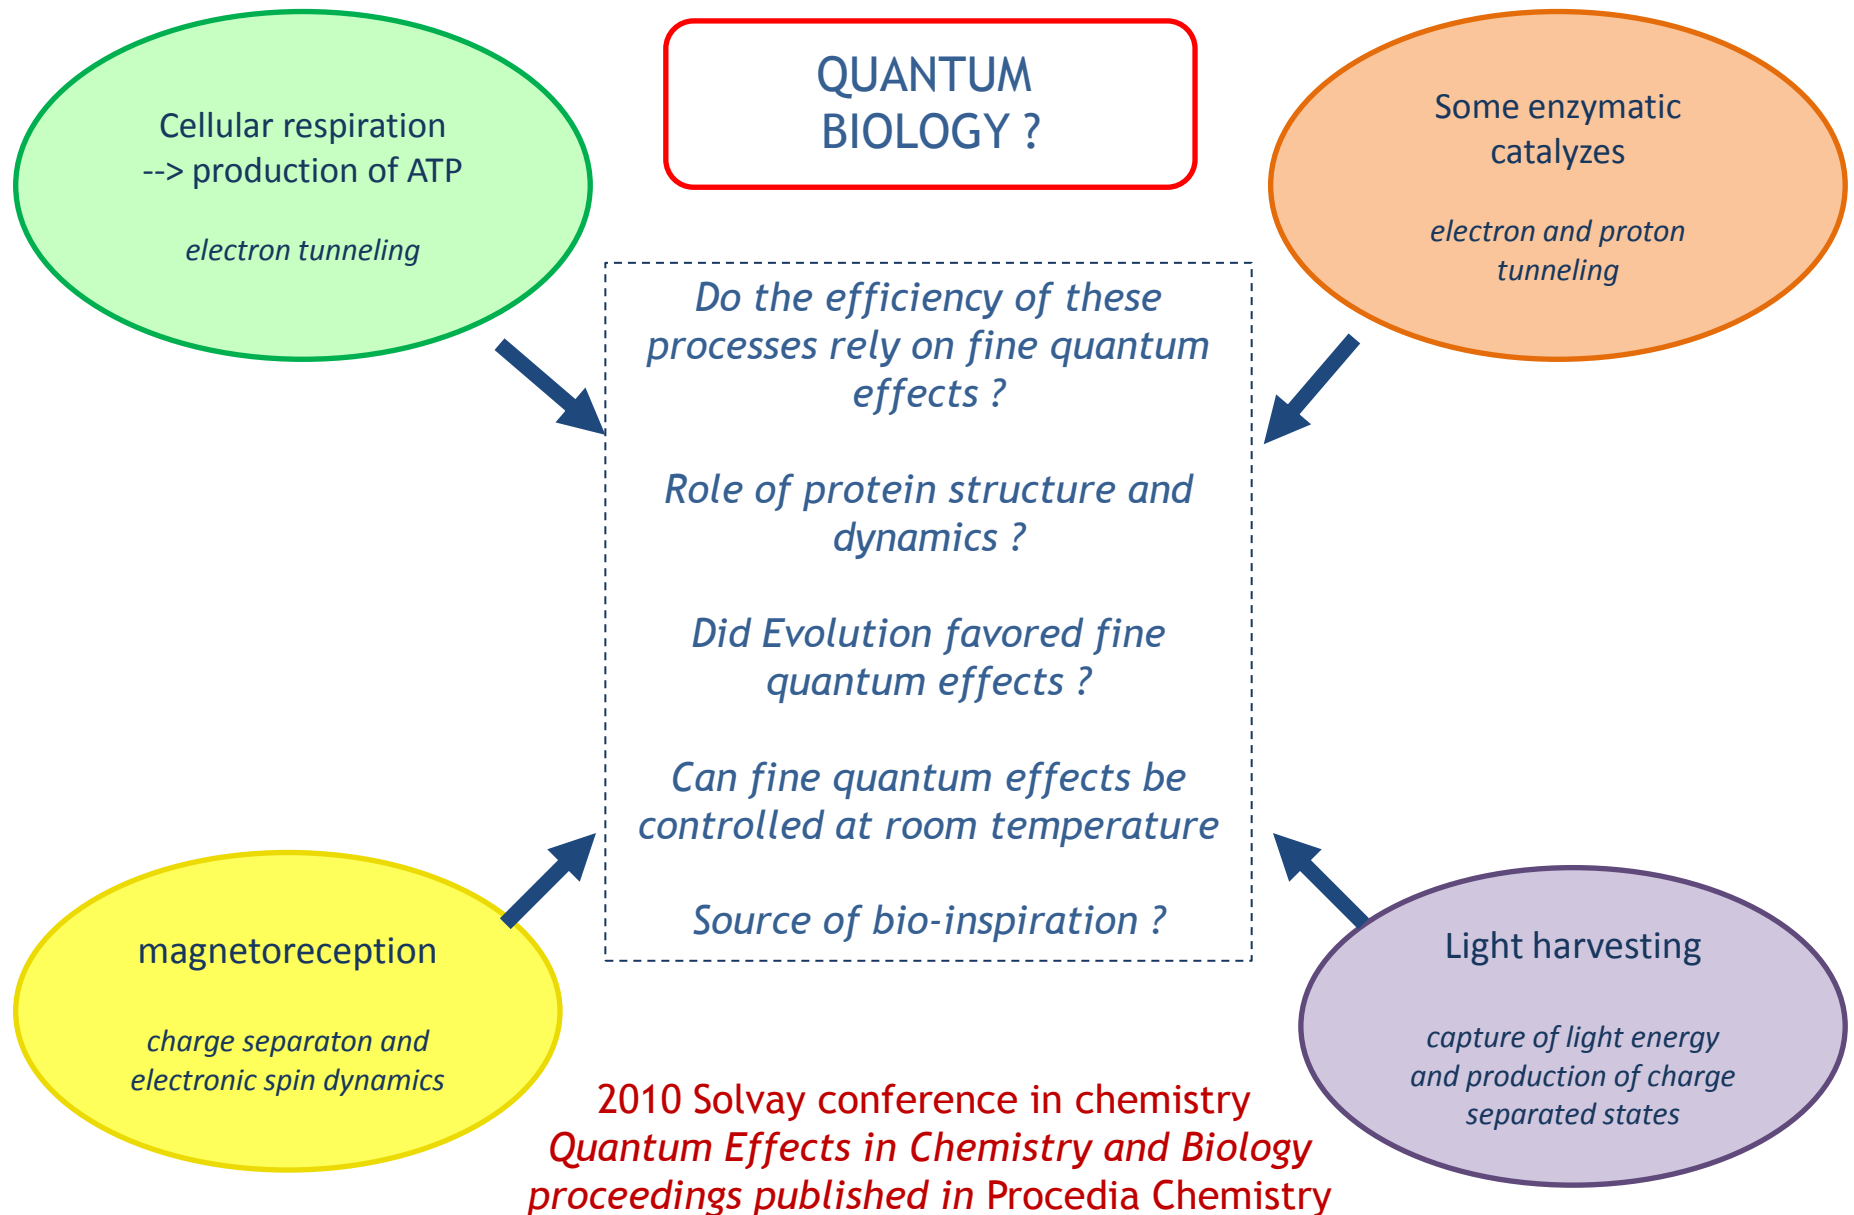 QUANTUM
BIOLOGY ?
Cellular respiration
--> production of ATP
electron tunneling
Some enzymatic
catalyzes
electron and proton
tunneling
Do the efficiency of these
processes rely on fine quantum
effects ?
Role of protein structure and
dynamics ?
Did Evolution favored fine
quantum effects ?
Can fine quantum effects be
controlled at room temperature
Source of bio-inspiration ?
magnetoreception
charge separaton and
electronic spin dynamics
Light harvesting
capture of light energy
and production of charge
separated states
2010 Solvay conference in chemistry
Quantum Effects in Chemistry and Biology
proceedings published in Procedia Chemistry